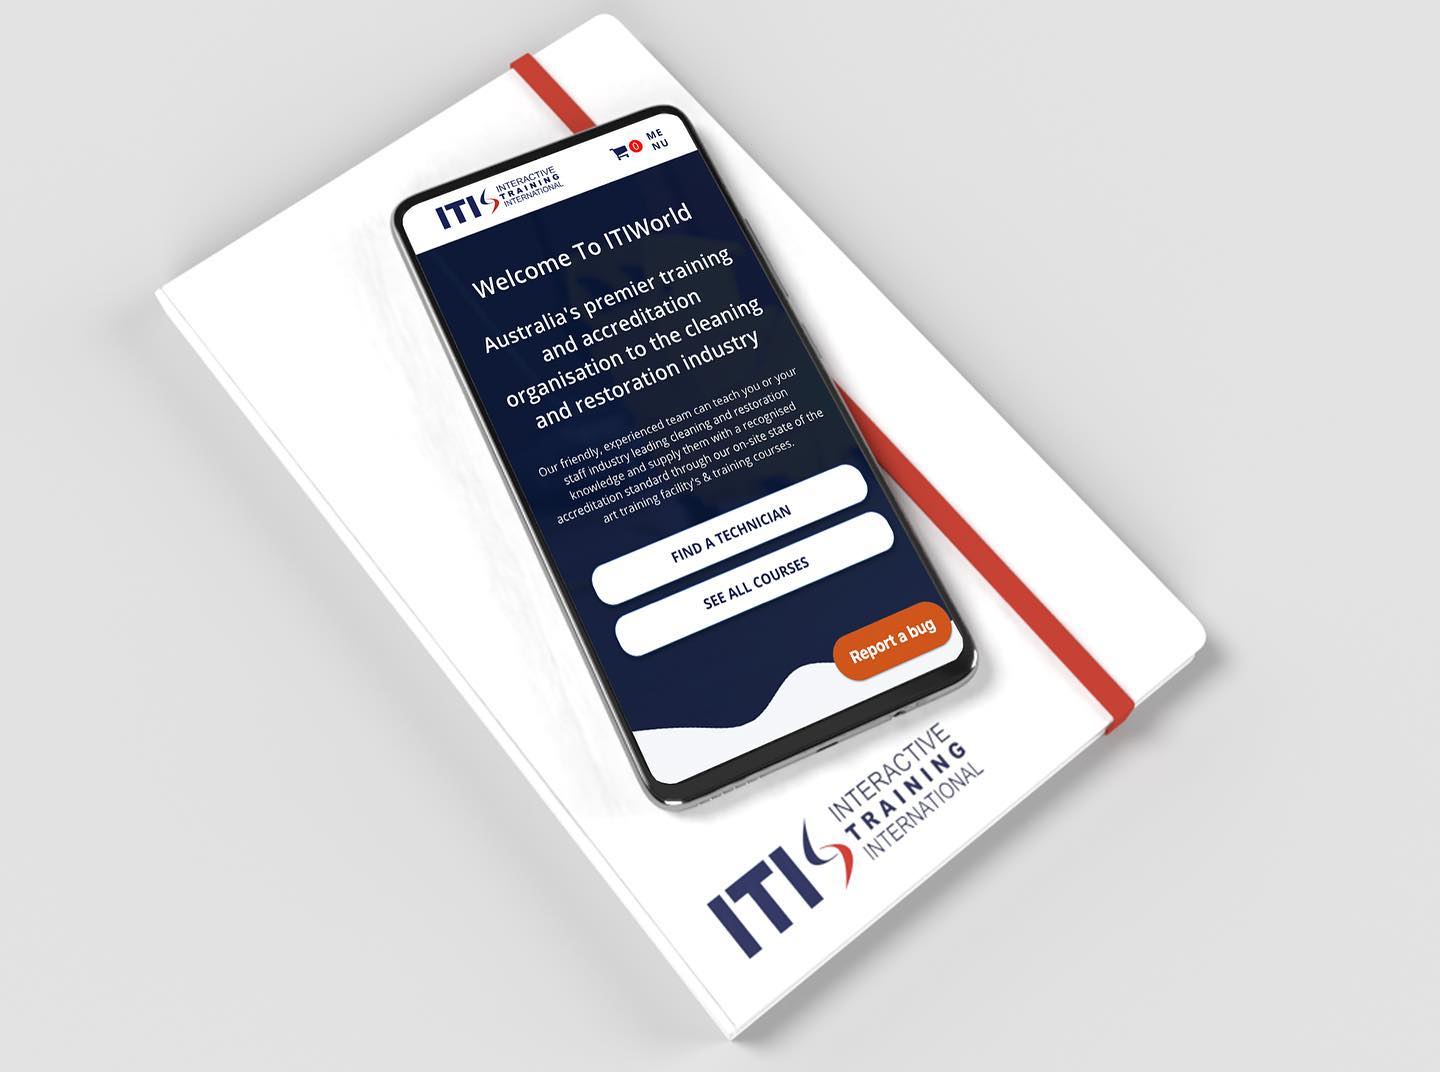 ITI INTERACTIVE
TRAINING
INTERNATIONAL
0
ME
NU
Welcome To ITIWorld
Australia's premier training
and accreditation
organisation to the cleaning
and restoration industry
Our friendly, experienced team can teach you or your
staff industry leading cleaning and restoration
knowledge and supply them with a recognised
accreditation standard through our on-site state of the
art training facility's & training courses.
FIND A TECHNICIAN
SEE ALL COURSES
Report a bug
ITI INTERACTIVE
TRAINING
INTERNATIONAL